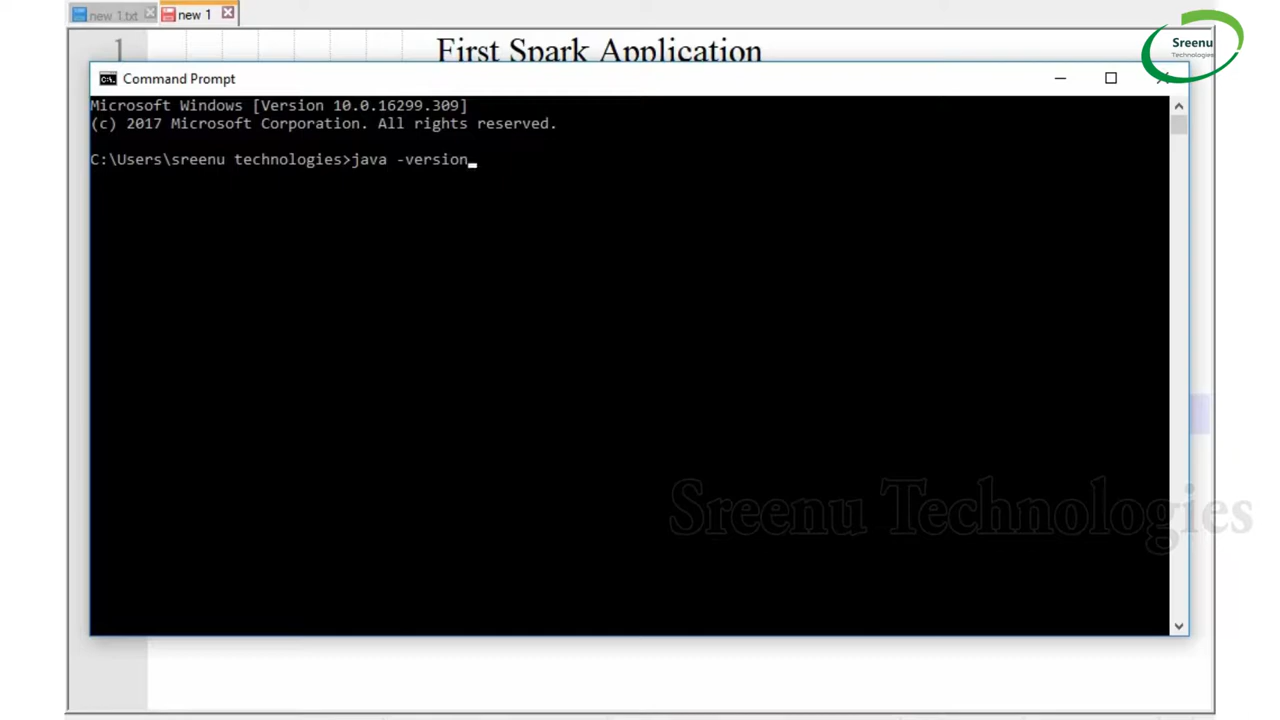 new 1.txt new 1
1 First Spark Application
Sreenu
Technologies
Command Prompt
Microsoft Windows [Version 10.0.16299.309]
(c) 2017 Microsoft Corporation. All rights reserved.
C:\Users\sreenu technologies>java -version
Sreenu Technologies